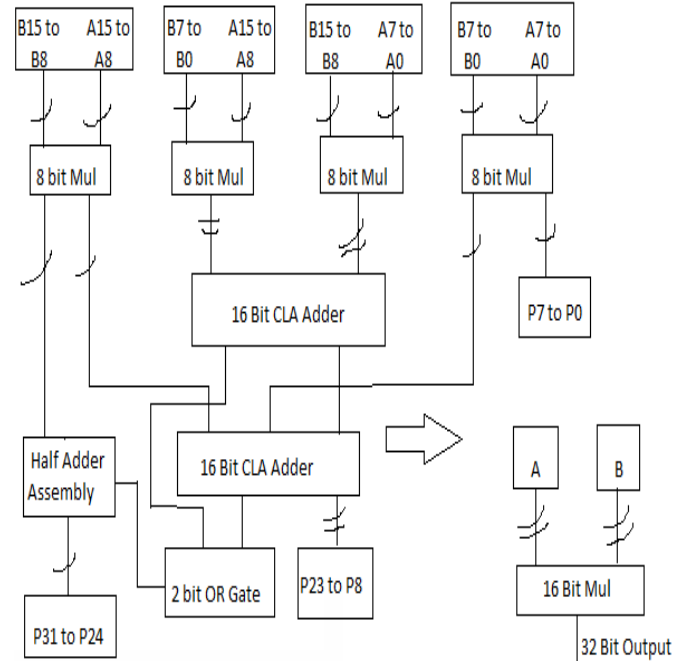 B15 to A15 to
B8 A8
B7 to A15 to
B0 A8
B15 to A7 to
B8 A0
B7 to A7 to
B0 A0
8 bit Mul
8 bit Mul
8 bit Mul
8 bit Mul
16 Bit CLA Adder
P7 to P0
16 Bit CLA Adder
Half Adder
Assembly
A
B
2 bit OR Gate
P23 to P8
16 Bit Mul
P31 to P24
32 Bit Output